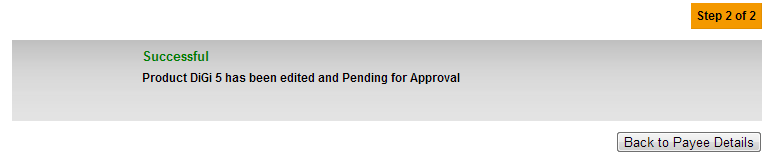 Step 2 of 2
Successful
Product DiGi 5 has been edited and Pending for Approval
Back to Payee Details